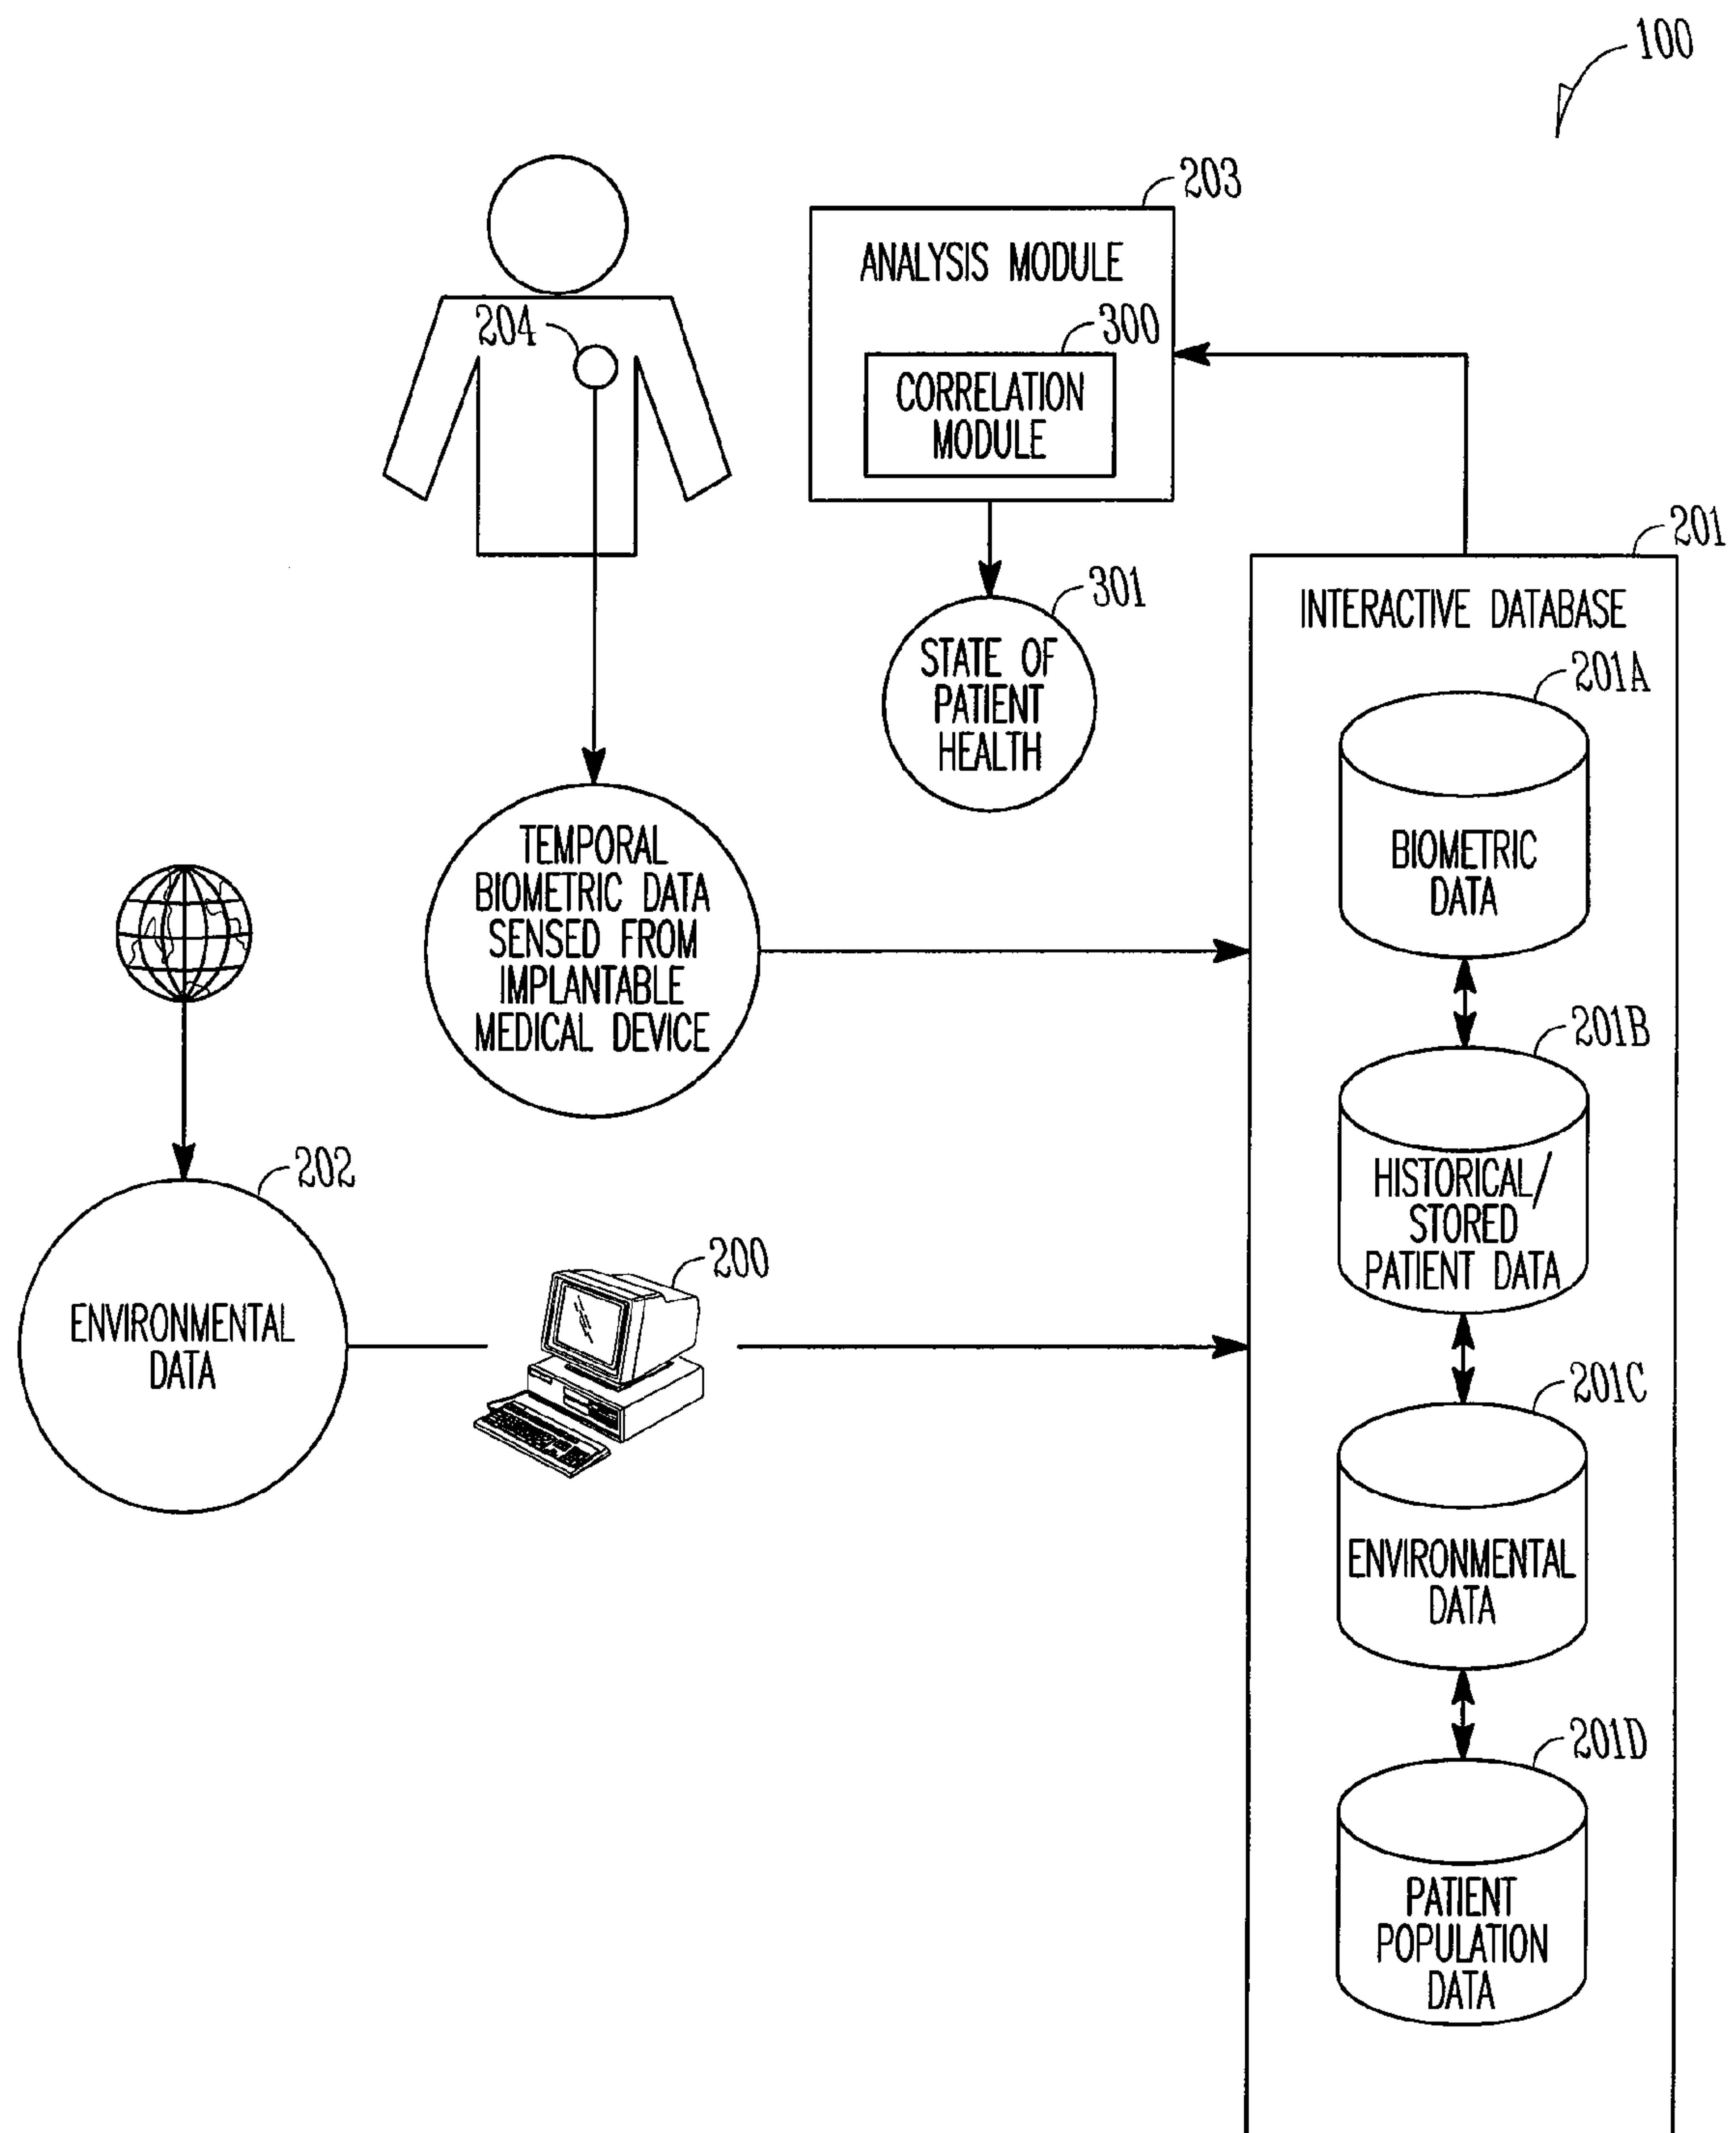 100
203
ANALYSIS MODULE
204
300
CORRELATION
MODULE
201
INTERACTIVE DATABASE
301
STATE OF
PATIENT
HEALTH
201A
BIOMETRIC
DATA
TEMPORAL
BIOMETRIC DATA
SENSED FROM
IMPLANTABLE
MEDICAL DEVICE
201B
HISTORICAL/
STORED
PATIENT DATA
202
ENVIRONMENTAL
DATA
200
201C
ENVIRONMENTAL
DATA
201D
PATIENT
POPULATION
DATA